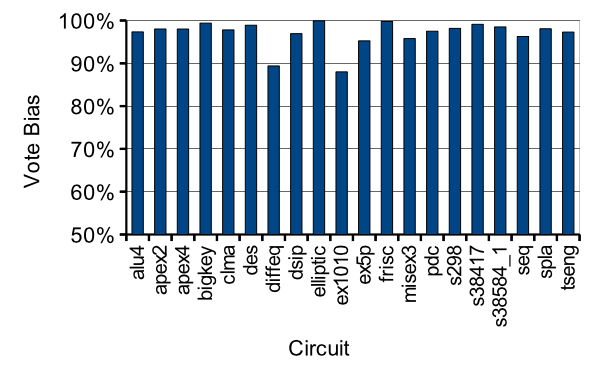 100%
90%
80%
70%
60%
50%
Vote Bias
alu4
apex2
apex4
bigkey
clma
des
diffeq
dsip
elliptic
ex1010
ex5p
frisc
misex3
pdc
s298
s38417
s38584_1
seq
spla
tseng
Circuit